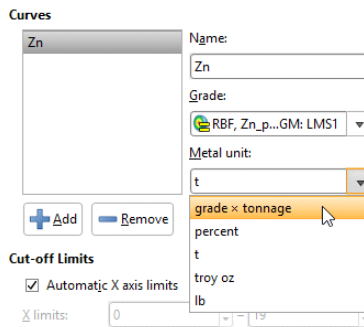 Curves
Zn
Name:
Zn
Grade:
RBF, Zn_p...GM: LMS1
Metal unit:
t
grade × tonnage
percent
t
troy oz
lb
Add
Remove
Cut-off Limits
Automatic X axis limits
X limits: 0 - 19